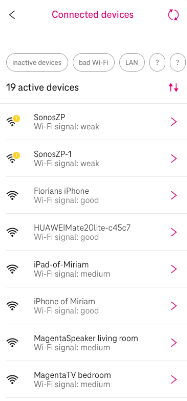 Connected devices
inactive devices
bad Wi-Fi
LAN
?
?
19 active devices
SonosZP
Wi-Fi signal: weak
SonosZP-1
Wi-Fi signal: weak
Florians iPhone
Wi-Fi signal: good
HUAWEIMate20lite-c45c7
Wi-Fi signal: good
iPad-of-Miriam
Wi-Fi signal: medium
iPhone of Miriam
Wi-Fi signal: good
MagentaSpeaker living room
Wi-Fi signal: medium
MagentaTV bedroom
Wi-Fi signal: medium